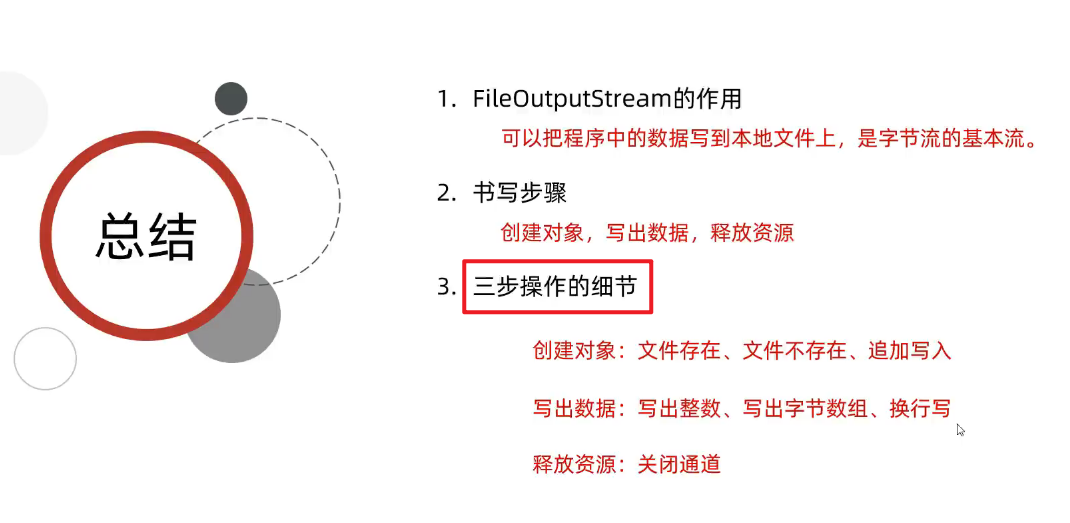 总结
1. FileOutputStream的作用
可以把程序中的数据写到本地文件上，是字节流的基本流。
2. 书写步骤
创建对象，写出数据，释放资源
3. 三步操作的细节
创建对象：文件存在、文件不存在、追加写入
写出数据：写出整数、写出字节数组、换行写
释放资源：关闭通道